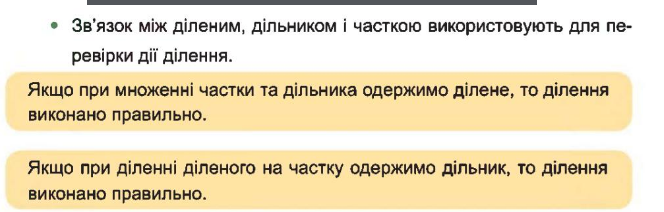 • Зв’язок між діленим, дільником і часткою використовують для пе-
ревірки дії ділення.
Якщо при множенні частки та дільника одержимо ділене, то ділення
виконано правильно.
Якщо при діленні діленого на частку одержимо дільник, то ділення
виконано правильно.